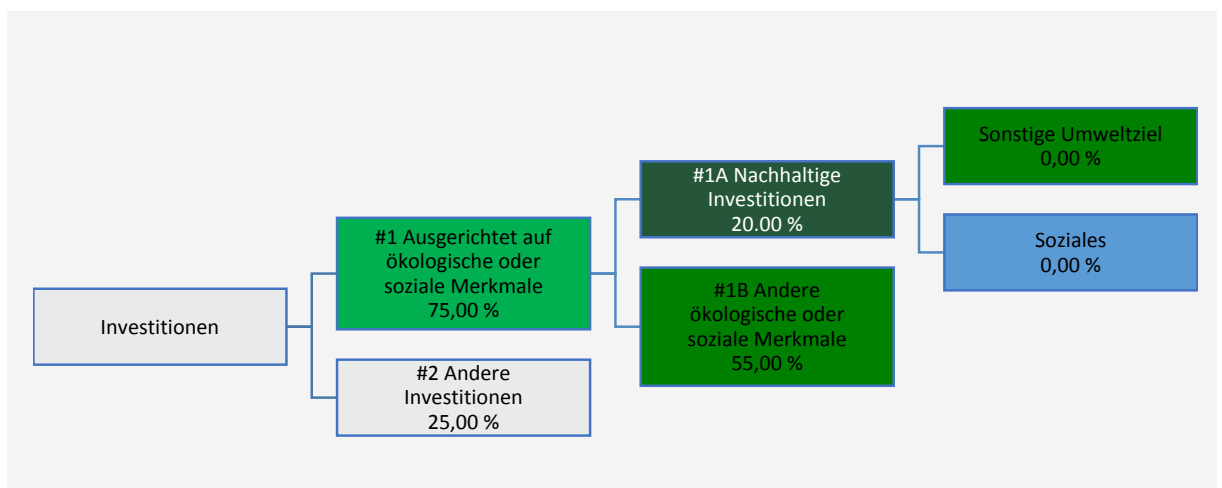 Investitionen
#1 Ausgerichtet auf
ökologische oder
soziale Merkmale
75,00 %
#2 Andere
Investitionen
25,00 %
#1A Nachhaltige
Investitionen
20.00 %
#1B Andere
ökologische oder
soziale Merkmale
55,00 %
Sonstige Umweltziel
0,00 %
Soziales
0,00 %